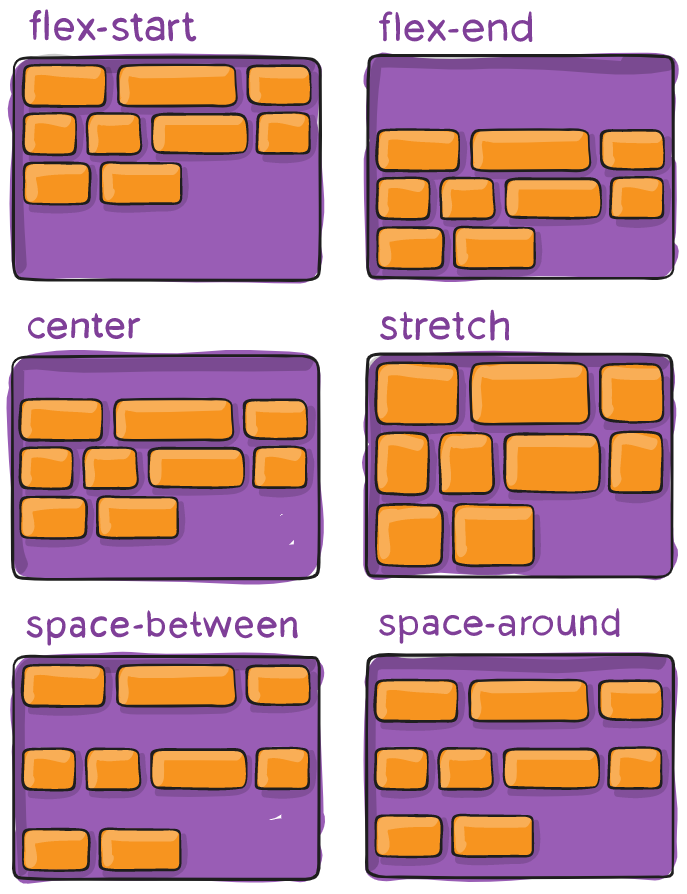 flex-start
flex-end
center
stretch
space-between
space-around